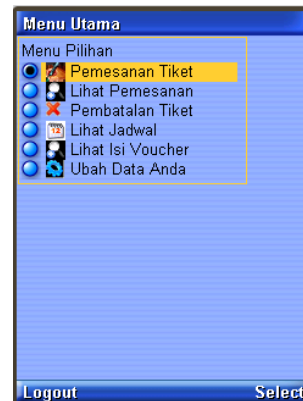 Menu Utama
Menu Pilihan
Pemesanan Tiket
Lihat Pemesanan
Pembatalan Tiket
12
Lihat Jadwal
Lihat Isi Voucher
Ubah Data Anda
Logout Select